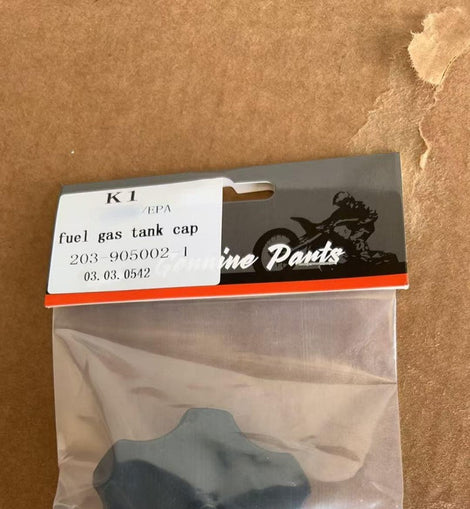 K1
/EPA
fuel gas tank cap
203-905002-1
03.03.0542
Genuine Parts